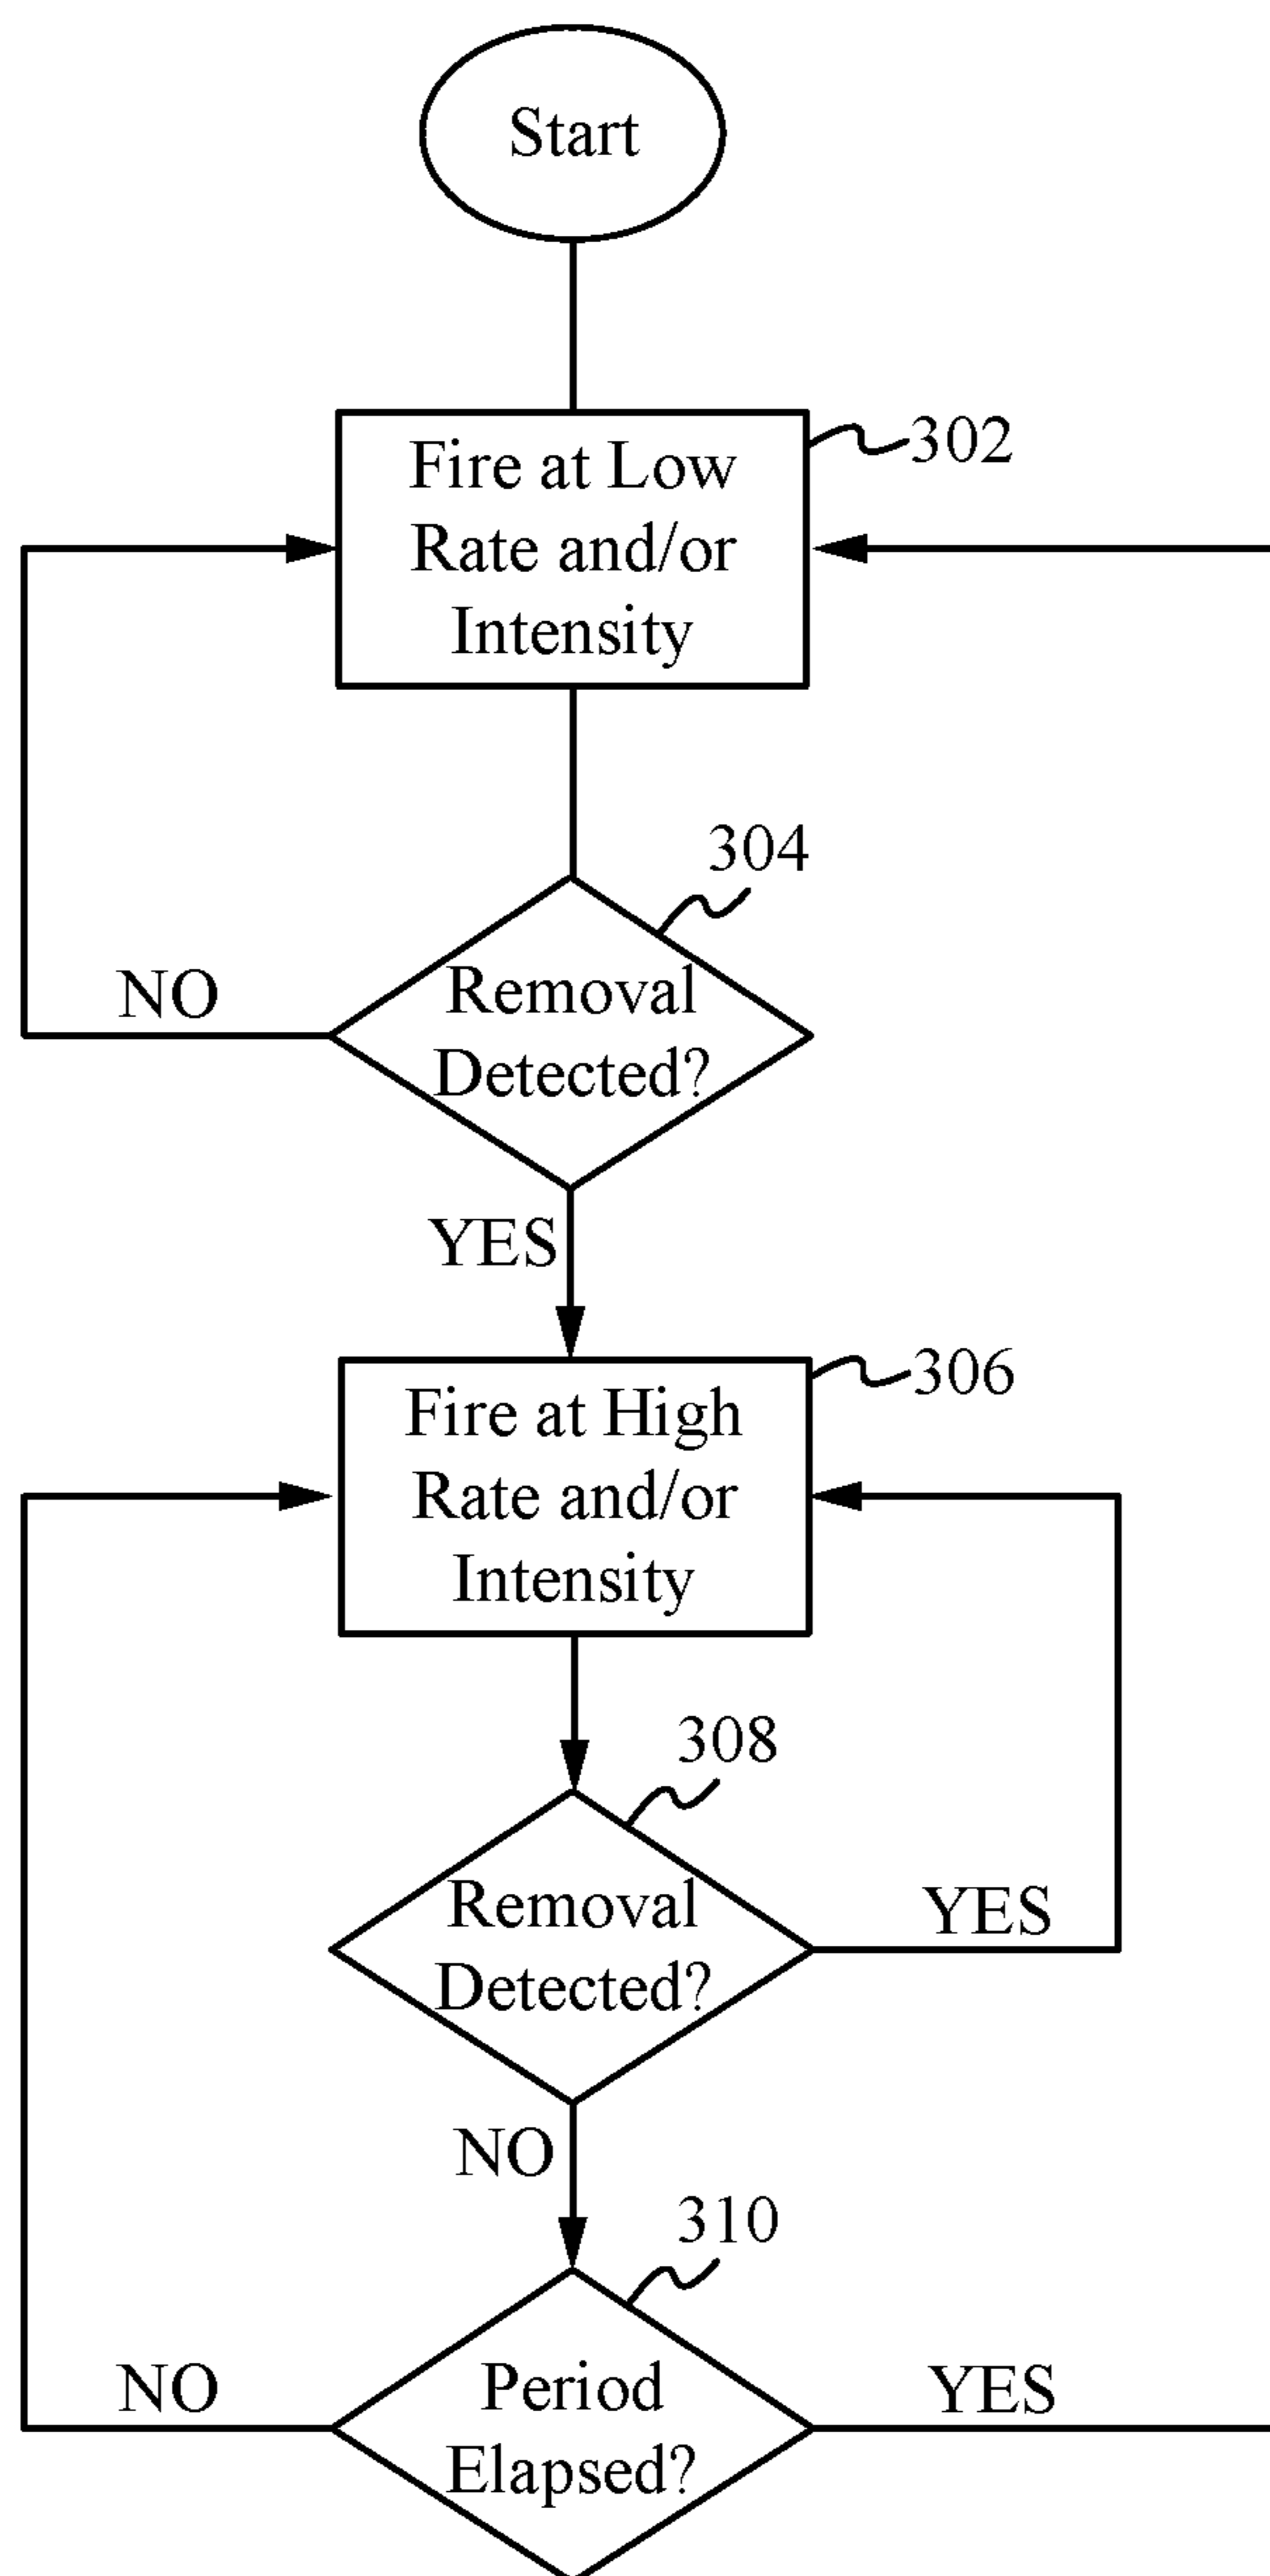 Start
Fire at Low
Rate and/or
Intensity
302
304
Removal
Detected?
NO
YES
Fire at High
Rate and/or
Intensity
306
308
Removal
Detected?
YES
NO
310
Period
Elapsed?
NO
YES